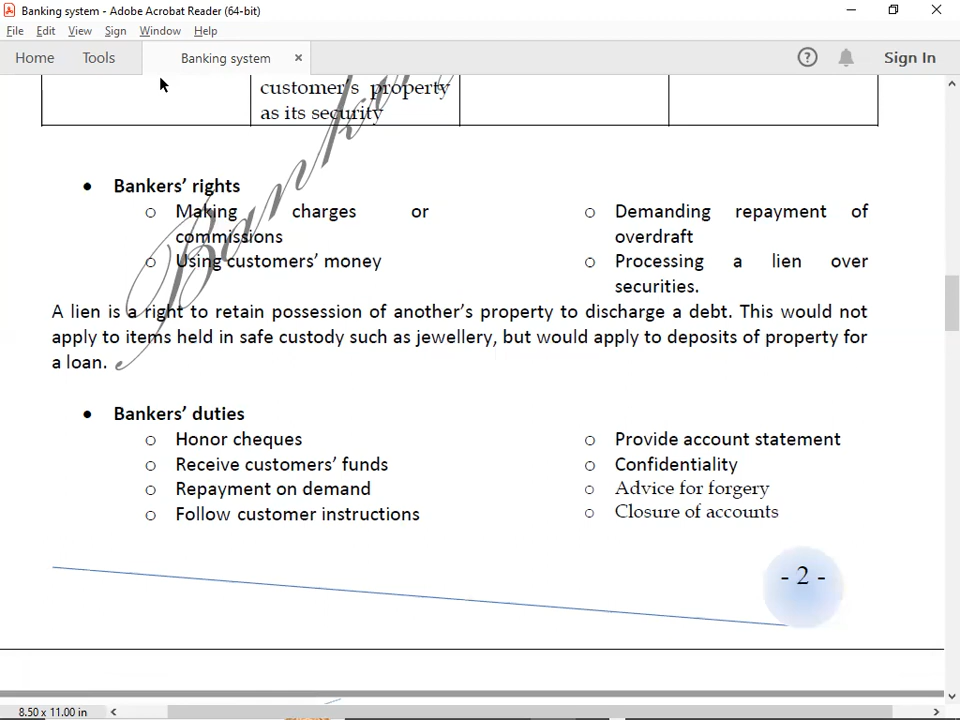 Banking system - Adobe Acrobat Reader (64-bit)
File Edit View Sign Window Help
Home Tools Banking system × ? Sign In
customer's property
as its security
• Bankers' rights
o Making charges or
commissions
o Using customers' money
o Demanding repayment of
overdraft
o Processing a lien over
securities.
A lien is a right to retain possession of another's property to discharge a debt. This would not
apply to items held in safe custody such as jewellery, but would apply to deposits of property for
a loan.
• Bankers' duties
o Honor cheques
o Receive customers' funds
o Repayment on demand
o Follow customer instructions
o Provide account statement
o Confidentiality
o Advice for forgery
o Closure of accounts
- 2 -
8.50 x 11.00 in